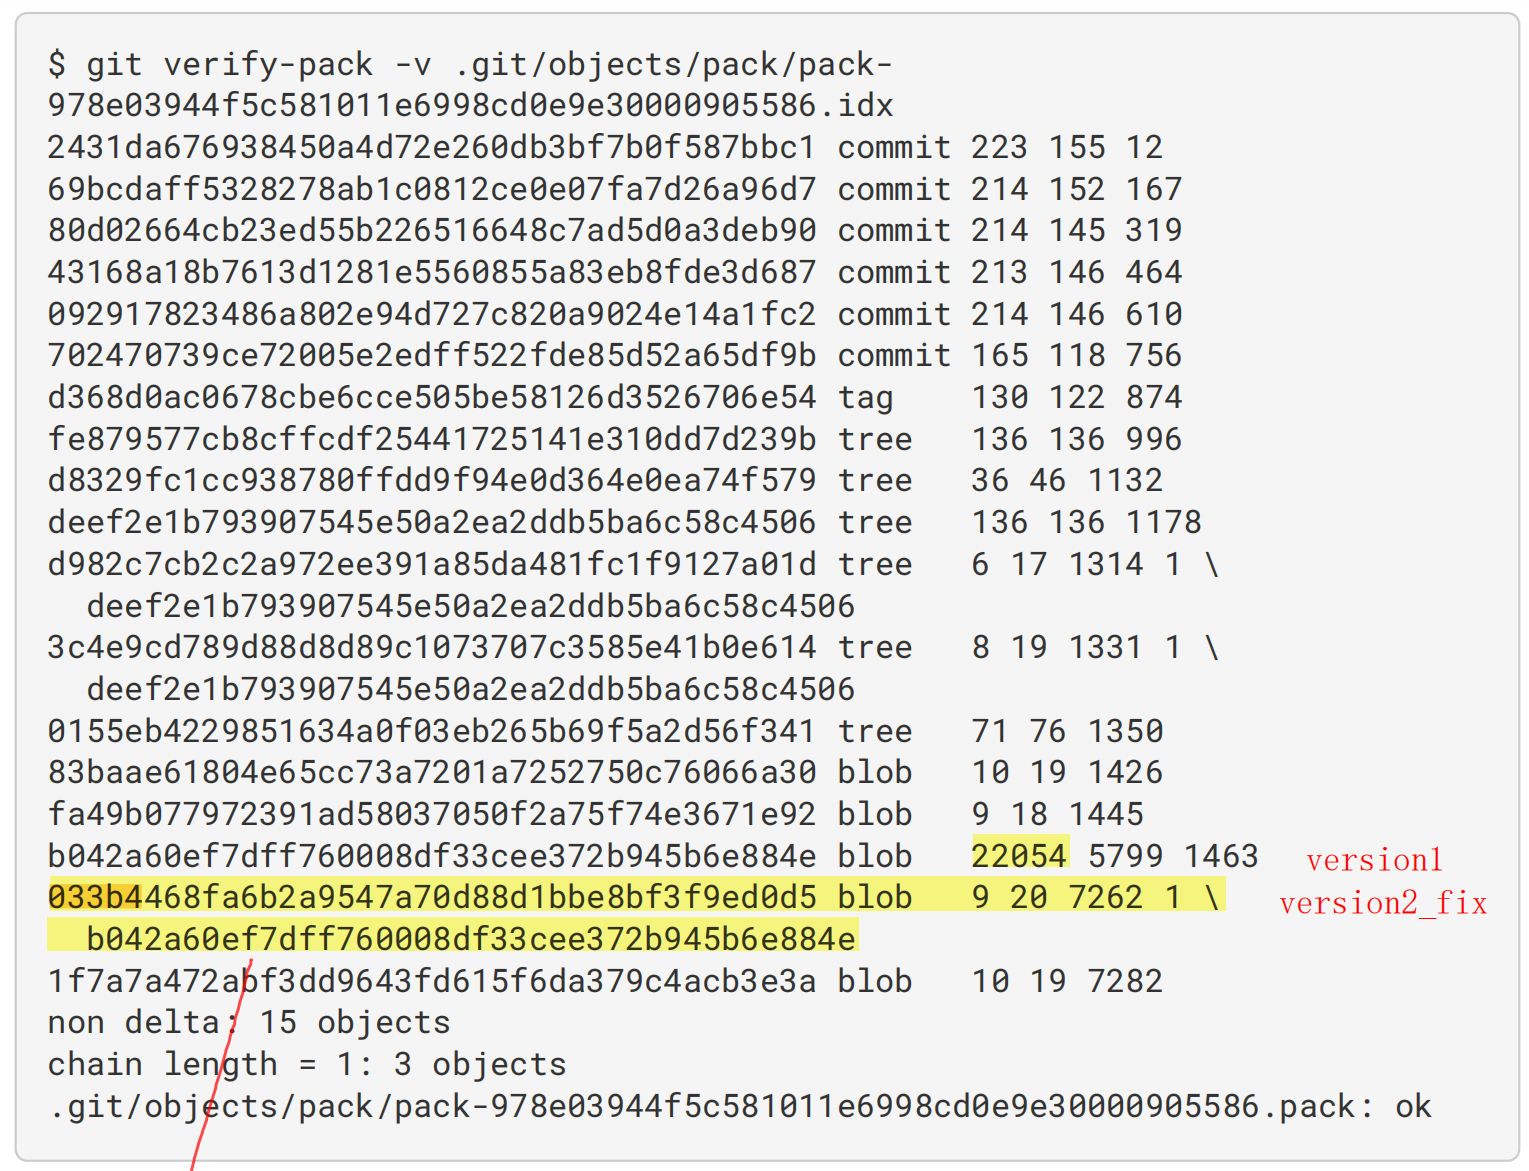 $ git verify-pack -v .git/objects/pack/pack-
978e03944f5c581011e6998cd0e9e30000905586.idx
2431da676938450a4d72e260db3bf7b0f587bbc1 commit 223 155 12
69bcdaff5328278ab1c0812ce0e07fa7d26a96d7 commit 214 152 167
80d02664cb23ed55b226516648c7ad5d0a3deb90 commit 214 145 319
43168a18b7613d1281e5560855a83eb8fde3d687 commit 213 146 464
092917823486a802e94d727c820a9024e14a1fc2 commit 214 146 610
702470739ce72005e2edff522fde85d52a65df9b commit 165 118 756
d368d0ac0678cbe6cce505be58126d3526706e54 tag 130 122 874
fe879577cb8cffcdf25441725141e310dd7d239b tree 136 136 996
d8329fc1cc938780ffdd9f94e0d364e0ea74f579 tree 36 46 1132
deef2e1b793907545e50a2ea2ddb5ba6c58c4506 tree 136 136 1178
d982c7cb2c2a972ee391a85da481fc1f9127a01d tree 6 17 1314 1 \
deef2e1b793907545e50a2ea2ddb5ba6c58c4506
3c4e9cd789d88d8d89c1073707c3585e41b0e614 tree 8 19 1331 1 \
deef2e1b793907545e50a2ea2ddb5ba6c58c4506
0155eb4229851634a0f03eb265b69f5a2d56f341 tree 71 76 1350
83baae61804e65cc73a7201a7252750c76066a30 blob 10 19 1426
fa49b077972391ad58037050f2a75f74e3671e92 blob 9 18 1445
b042a60ef7dff760008df33cee372b945b6e884e blob 22054 5799 1463 version1
033b4468fa6b2a9547a70d88d1bbe8bf3f9ed0d5 blob 9 20 7262 1 \ version2_fix
b042a60ef7dff760008df33cee372b945b6e884e
1f7a7a472abf3dd9643fd615f6da379c4acb3e3a blob 10 19 7282
non delta: 15 objects
chain length = 1: 3 objects
.git/objects/pack/pack-978e03944f5c581011e6998cd0e9e30000905586.pack: ok